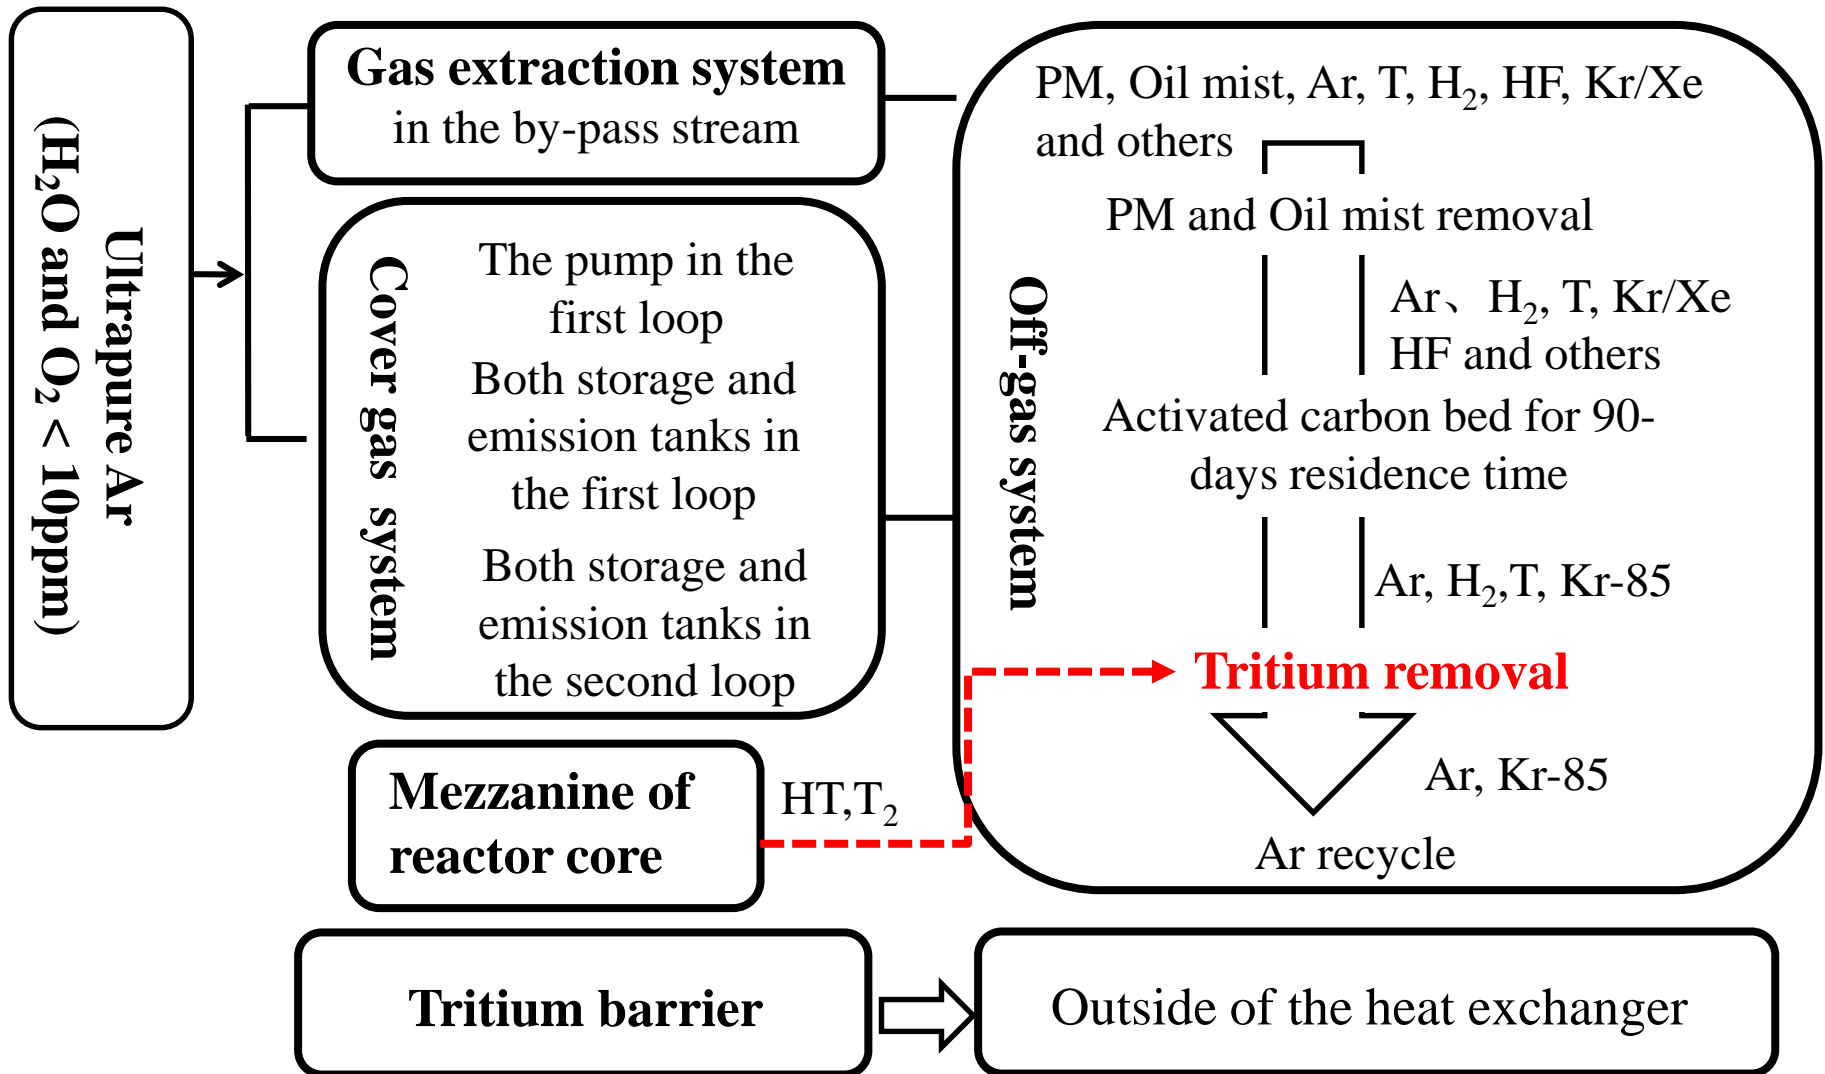 Ultrapure Ar
(H₂O and O₂ < 10ppm)
Gas extraction system
in the by-pass stream
Cover gas system
The pump in the
first loop
Both storage and
emission tanks in
the first loop
Both storage and
emission tanks in
the second loop
Mezzanine of
reactor core
HT,T₂
Off-gas system
PM, Oil mist, Ar, T, H₂, HF, Kr/Xe
and others
PM and Oil mist removal
Ar、H₂, T, Kr/Xe
HF and others
Activated carbon bed for 90-
days residence time
Ar, H₂,T, Kr-85
Tritium removal
Ar, Kr-85
Ar recycle
Tritium barrier
Outside of the heat exchanger